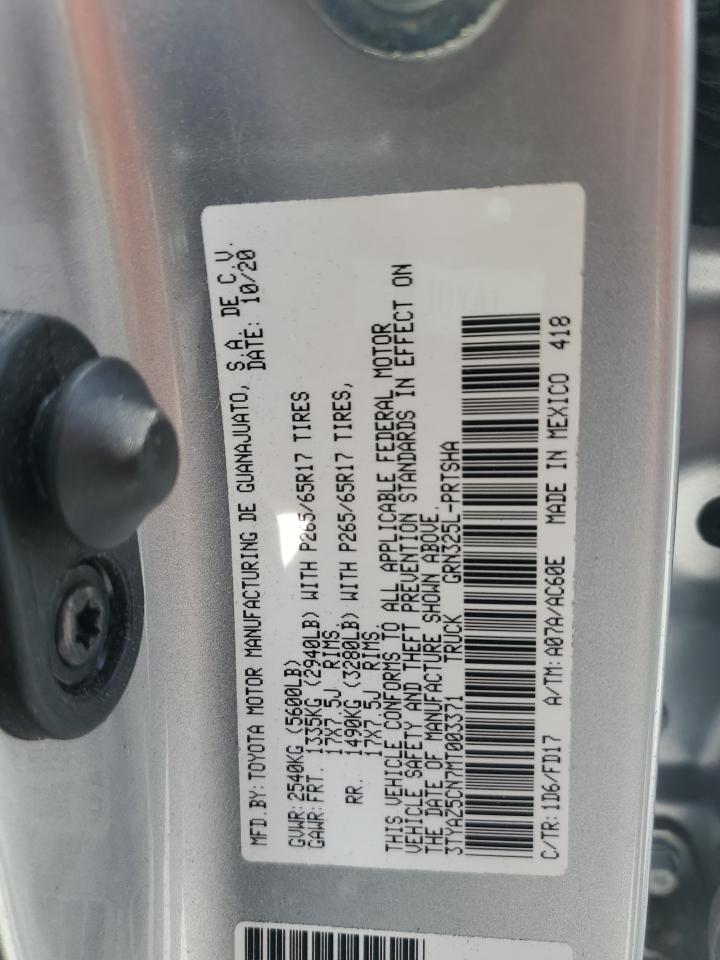 MFD.BY: TOYOTA MOTOR MANUFACTURING DE GUANAJUATO, S.A. DE C.V.
DATE: 10/20
GVWR: 2540KG (5600LB)
GAWR: FRT. 1335KG (2940LB) WITH P265/65R17 TIRES
17X7.5J RIMS.
RR. 1490KG (3280LB) WITH P265/65R17 TIRES,
17X7.5J RIMS.
THIS VEHICLE CONFORMS TO ALL APPLICABLE FEDERAL MOTOR
VEHICLE SAFETY AND THEFT PREVENTION STANDARDS IN EFFECT ON
THE DATE OF MANUFACTURE SHOWN ABOVE.
3TYAZ5CN7MT003371 TRUCK GRN325L-PRTSHA
C/TR: 1D6/FD17 A/TM: A07A/AC60E MADE IN MEXICO 418